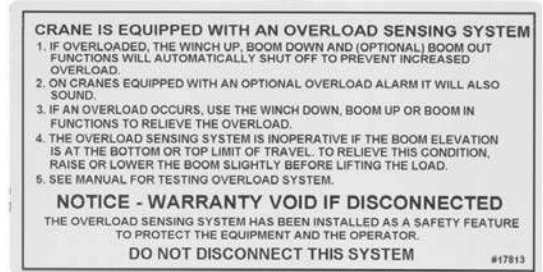 CRANE IS EQUIPPED WITH AN OVERLOAD SENSING SYSTEM
1. IF OVERLOADED, THE WINCH UP, BOOM DOWN AND (OPTIONAL) BOOM OUT
FUNCTIONS WILL AUTOMATICALLY SHUT OFF TO PREVENT INCREASED
OVERLOAD.
2. ON CRANES EQUIPPED WITH AN OPTIONAL OVERLOAD ALARM IT WILL ALSO
SOUND.
3. IF AN OVERLOAD OCCURS, USE THE WINCH DOWN, BOOM UP OR BOOM IN
FUNCTIONS TO RELIEVE THE OVERLOAD.
4. THE OVERLOAD SENSING SYSTEM IS INOPERATIVE IF THE BOOM ELEVATION
IS AT THE BOTTOM OR TOP LIMIT OF TRAVEL. TO RELIEVE THIS CONDITION,
RAISE OR LOWER THE BOOM SLIGHTLY BEFORE LIFTING THE LOAD.
5. SEE MANUAL FOR TESTING OVERLOAD SYSTEM.
NOTICE - WARRANTY VOID IF DISCONNECTED
THE OVERLOAD SENSING SYSTEM HAS BEEN INSTALLED AS A SAFETY FEATURE
TO PROTECT THE EQUIPMENT AND THE OPERATOR.
DO NOT DISCONNECT THIS SYSTEM
#17813